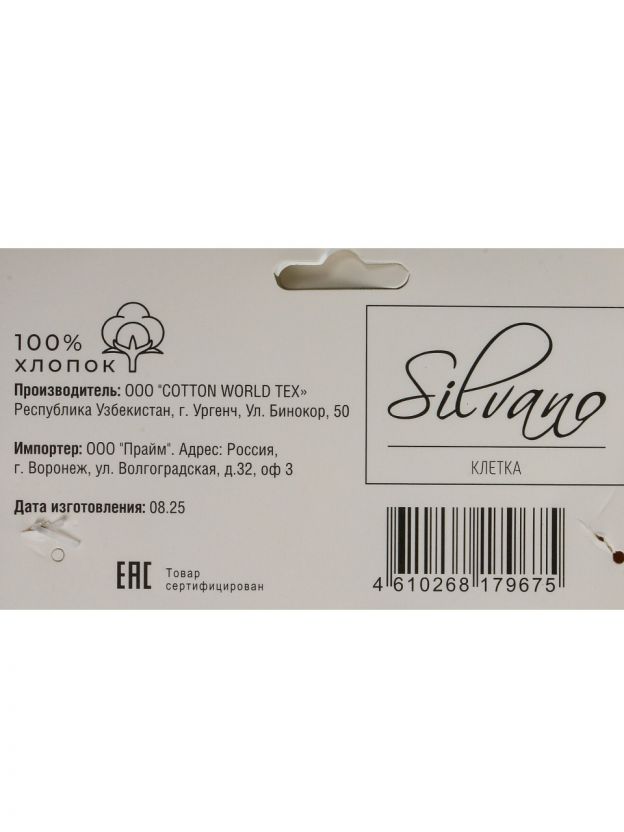 100%
ХЛОПОК
Производитель: ООО "COTTON WORLD TEX»
Республика Узбекистан, г. Ургенч, Ул. Бинокор, 50
Импортер: ООО "Прайм". Адрес: Россия,
г. Воронеж, ул. Волгоградская, д.32, оф 3
Дата изготовления: 08.25
EAC
Товар
сертифицирован
Silvano
КЛЕТКА
4 610268 179675